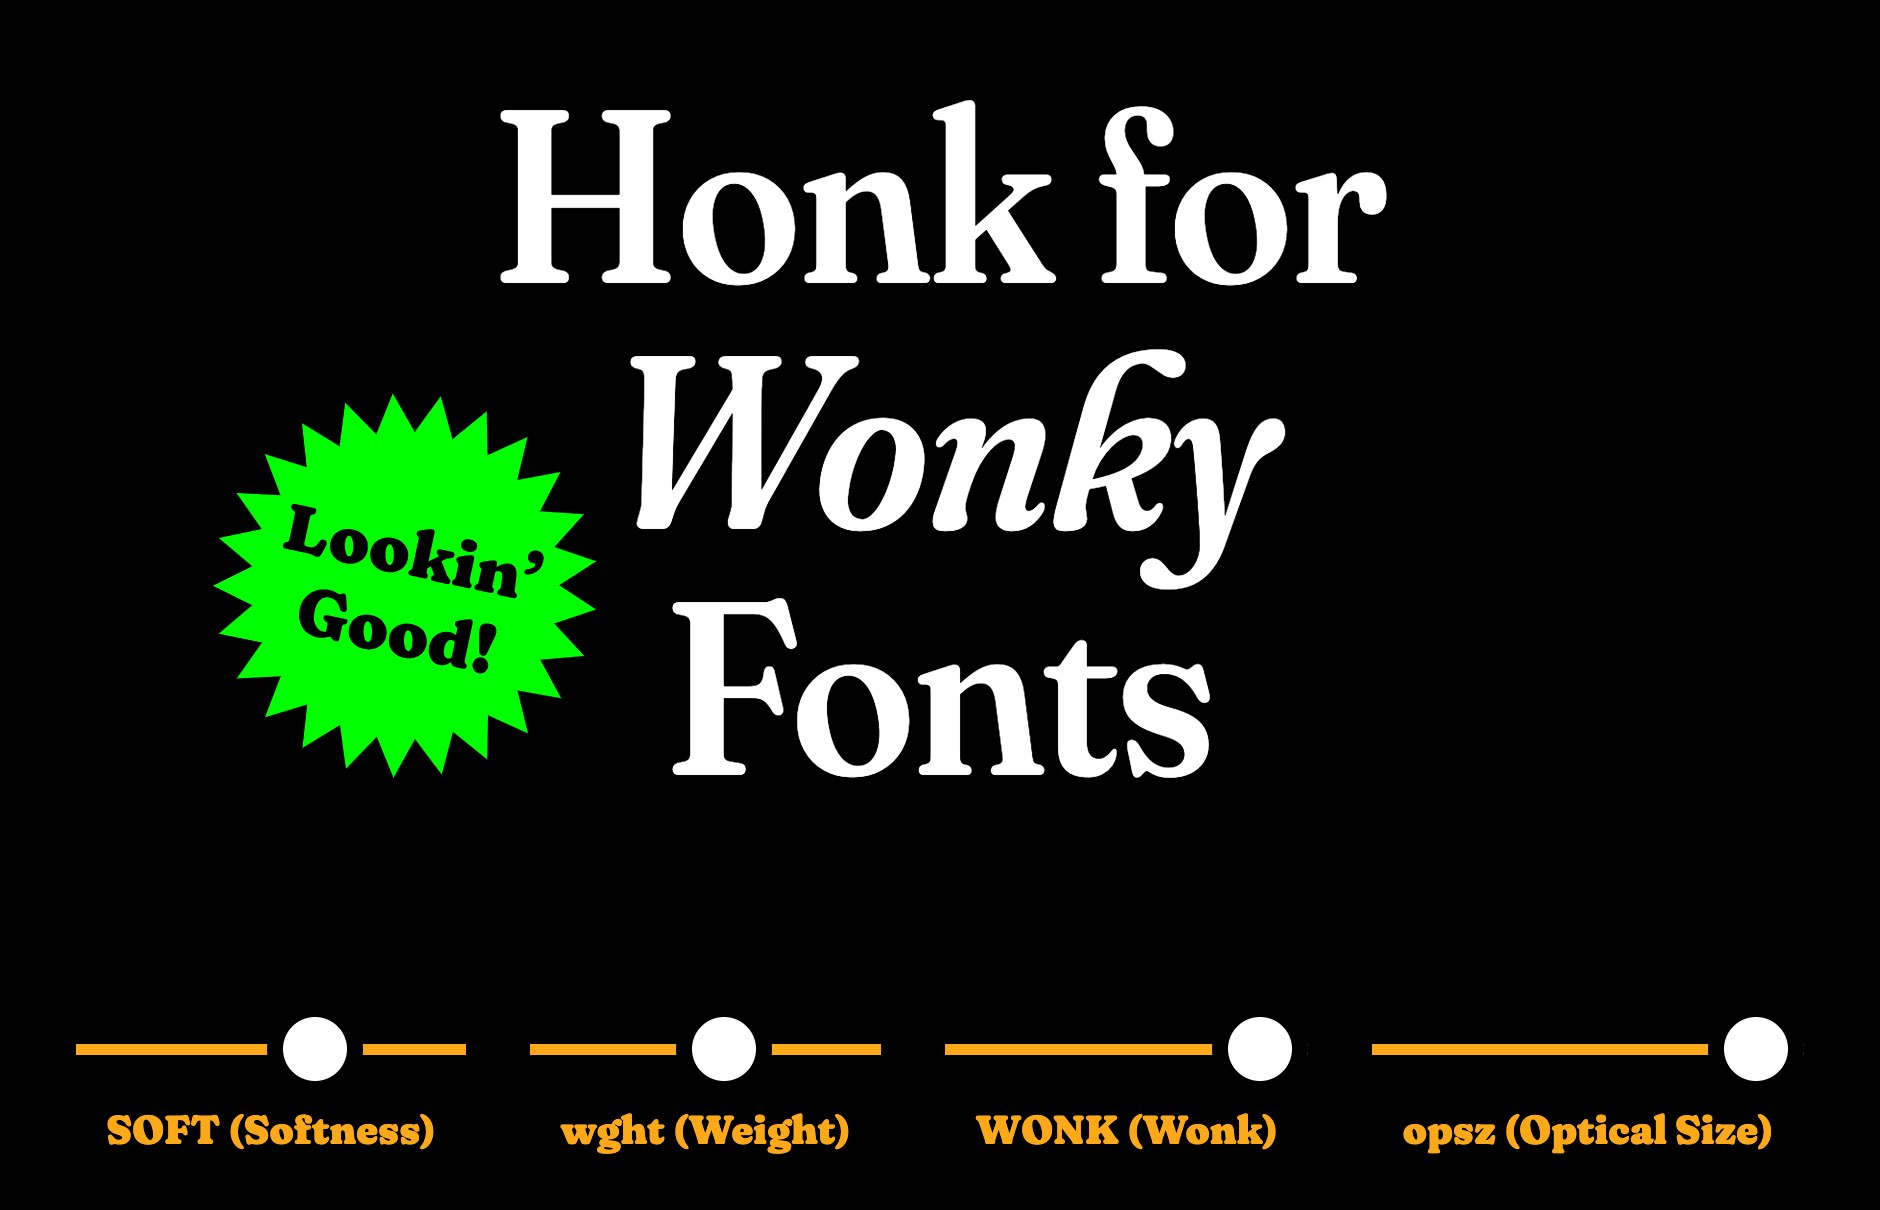 Honk for
Wonky
Fonts
Lookin’
Good!
SOFT (Softness)
wght (Weight)
WONK (Wonk)
opsz (Optical Size)